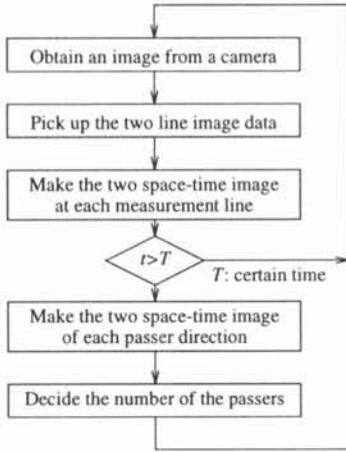 Obtain an image from a camera
Pick up the two line image data
Make the two space-time image
at each measurement line
t>T
T: certain time
Make the two space-time image
of each passer direction
Decide the number of the passers